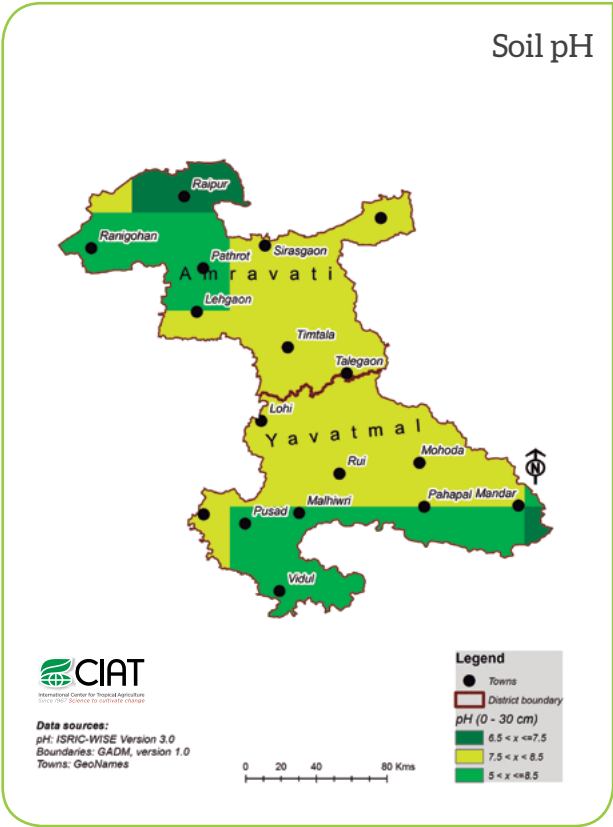 Soil pH
Raipur
Ranigohan
Pathrot
Sirasgaon
Amravati
Lehgaon
Timtala
Talegaon
Lohi
Yavatmal
Mohoda
Rui
N
Pahapal Mandar
Malhiwri
Pusad
Vidul
CIAT
International Center for Tropical Agriculture
Since 1967 Science to cultivate change
Data sources:
pH: ISRIC-WISE Version 3.0
Boundaries: GADM, version 1.0
Towns: GeoNames
0 20 40 80 Kms
Legend
Towns
District boundary
pH (0 - 30 cm)
6.5 < x <=7.5
7.5 < x < 8.5
5 < x <=8.5